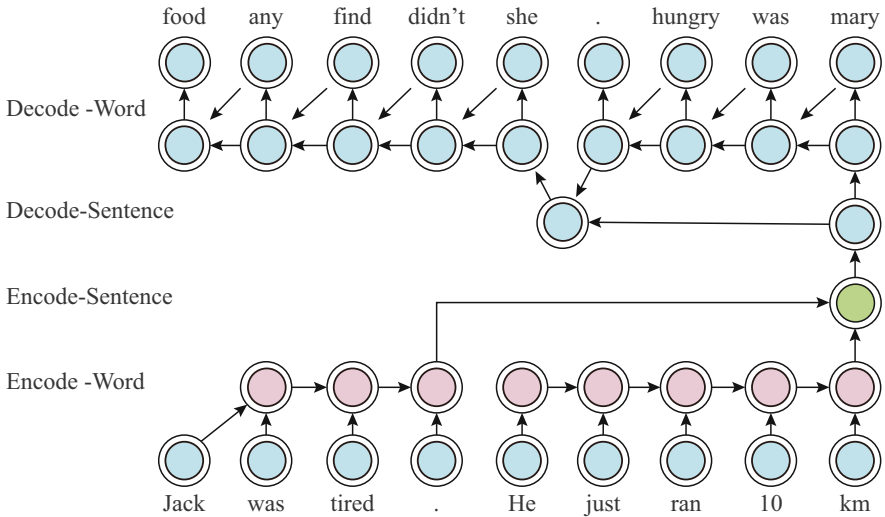 food any find didn't she . hungry was mary
Decode -Word
Decode-Sentence
Encode-Sentence
Encode -Word
Jack was tired . He just ran 10 km